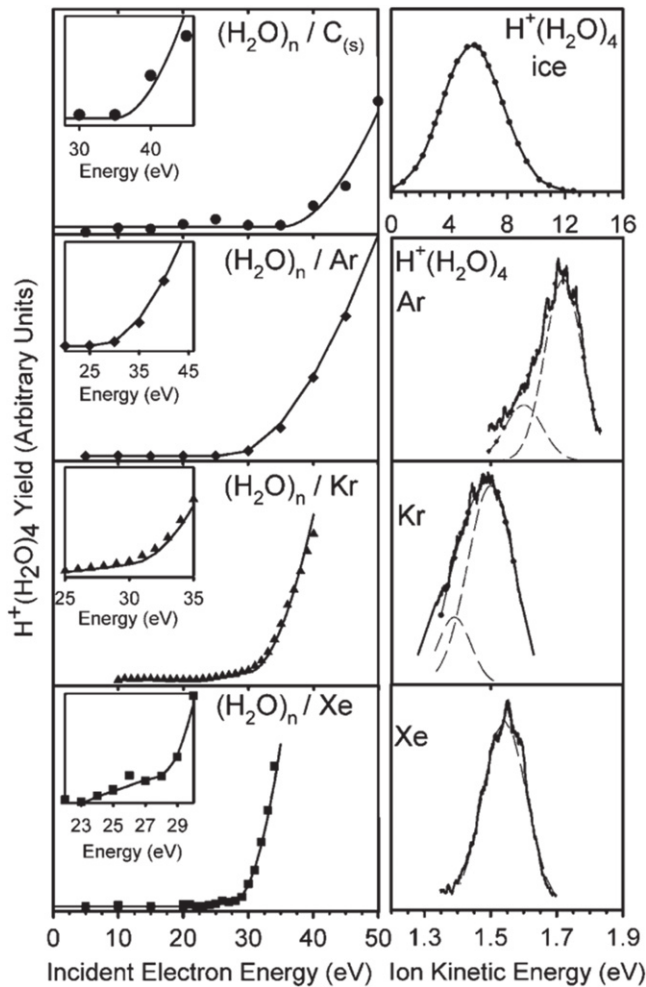 H⁺(H₂O)₄ Yield (Arbitrary Units)
(H₂O)ₙ / C₍ₛ₎
30 40
Energy (eV)
H⁺(H₂O)₄
ice
0 4 8 12 16
(H₂O)ₙ / Ar
25 35 45
Energy (eV)
H⁺(H₂O)₄
Ar
(H₂O)ₙ / Kr
25 30 35
Energy (eV)
Kr
(H₂O)ₙ / Xe
23 25 27 29
Energy (eV)
Xe
0 10 20 30 40 50
Incident Electron Energy (eV)
1.3 1.5 1.7 1.9
Ion Kinetic Energy (eV)